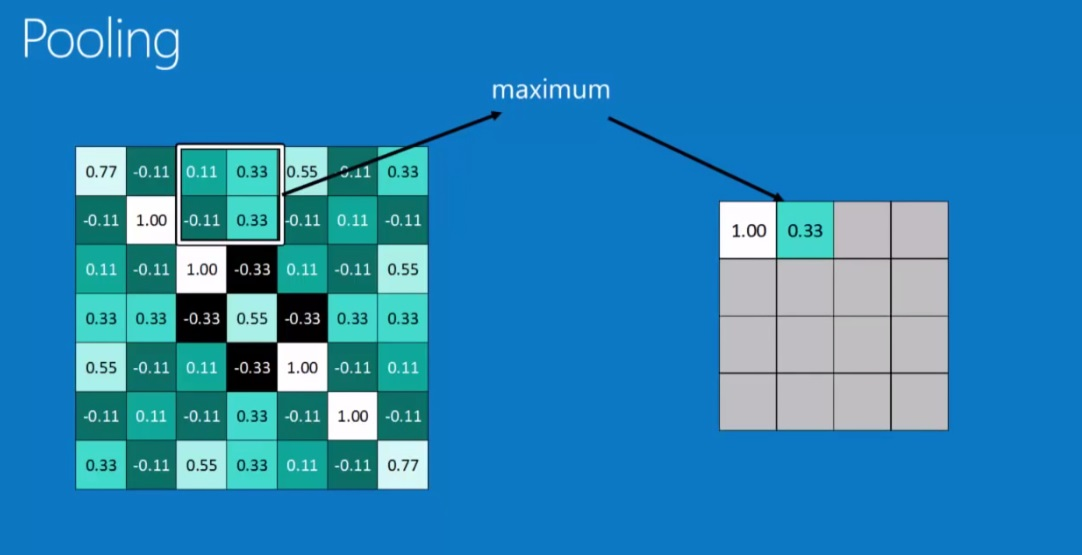 Pooling
maximum
0.77 -0.11 0.11 0.33 0.55 -0.11 0.33
-0.11 1.00 -0.11 0.33 -0.11 0.11 -0.11
0.11 -0.11 1.00 -0.33 0.11 -0.11 0.55
0.33 0.33 -0.33 0.55 -0.33 0.33 0.33
0.55 -0.11 0.11 -0.33 1.00 -0.11 0.11
-0.11 0.11 -0.11 0.33 -0.11 1.00 -0.11
0.33 -0.11 0.55 0.33 0.11 -0.11 0.77
1.00 0.33